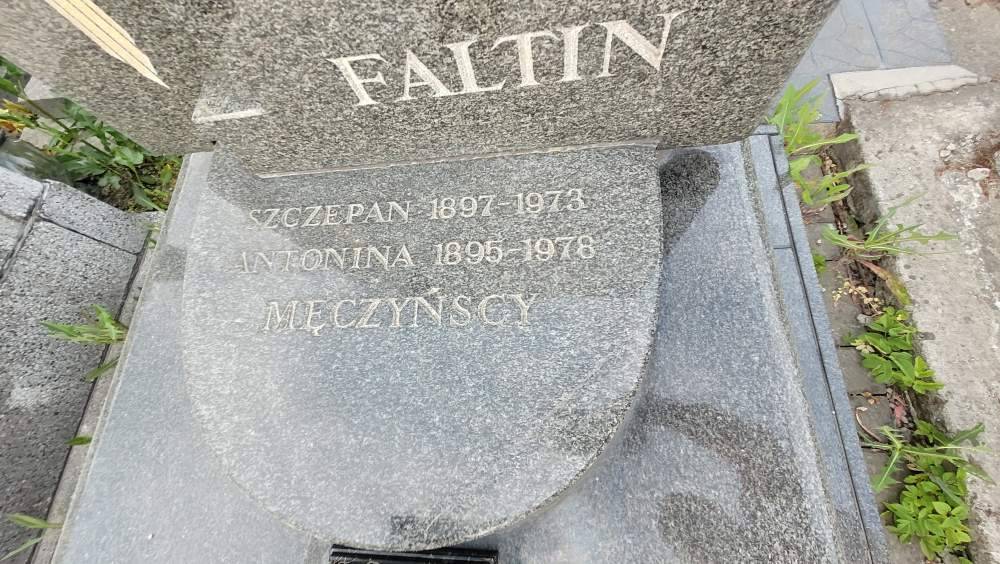 FALTIN
SZCZEPAN 1897-1973
ANTONINA 1895-1978
MĘCZYŃSCY